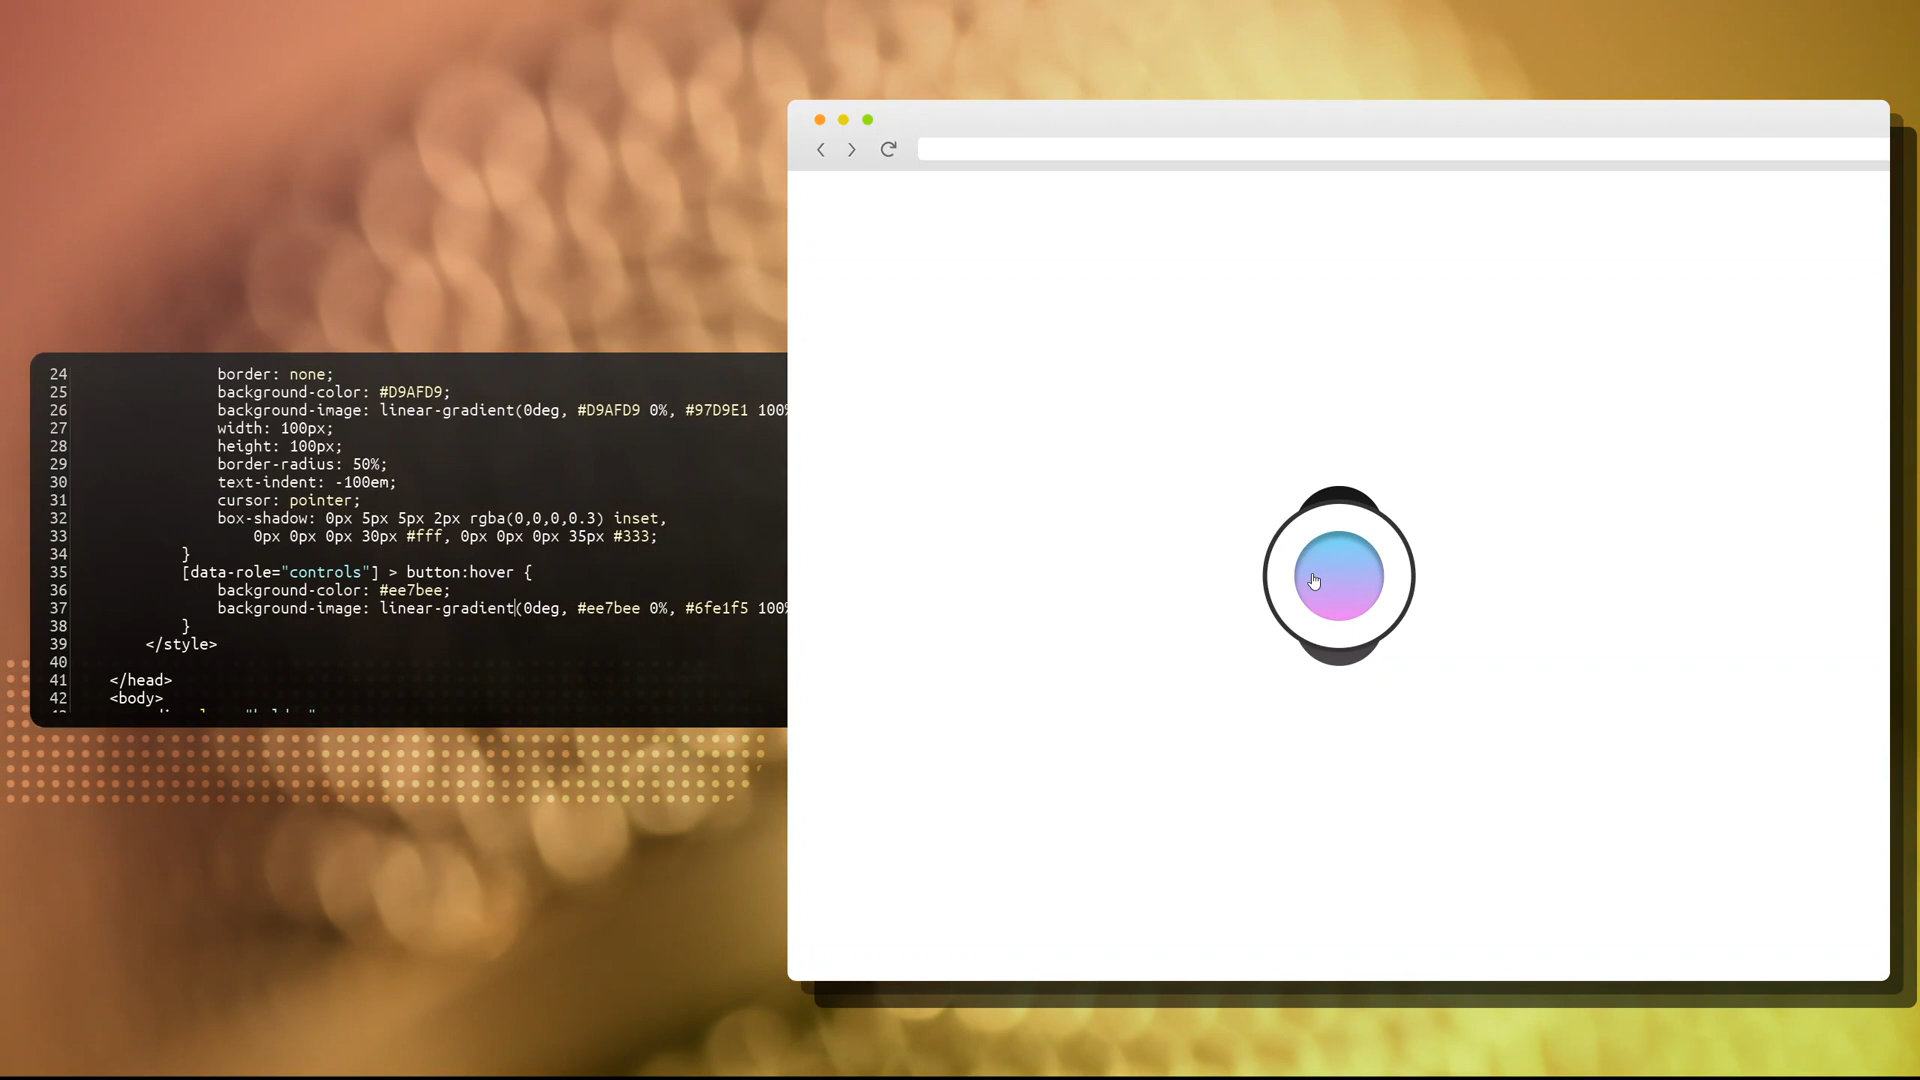 24 border: none;
25 background-color: #D9AFD9;
26 background-image: linear-gradient(0deg, #D9AFD9 0%, #97D9E1 100%
27 width: 100px;
28 height: 100px;
29 border-radius: 50%;
30 text-indent: -100em;
31 cursor: pointer;
32 box-shadow: 0px 5px 5px 2px rgba(0,0,0,0.3) inset,
33 0px 0px 0px 30px #fff, 0px 0px 0px 35px #333;
34 }
35 [data-role="controls"] > button:hover {
36 background-color: #ee7bee;
37 background-image: linear-gradient(0deg, #ee7bee 0%, #6fe1f5 100%
38 }
39 </style>
40
41 </head>
42 <body>